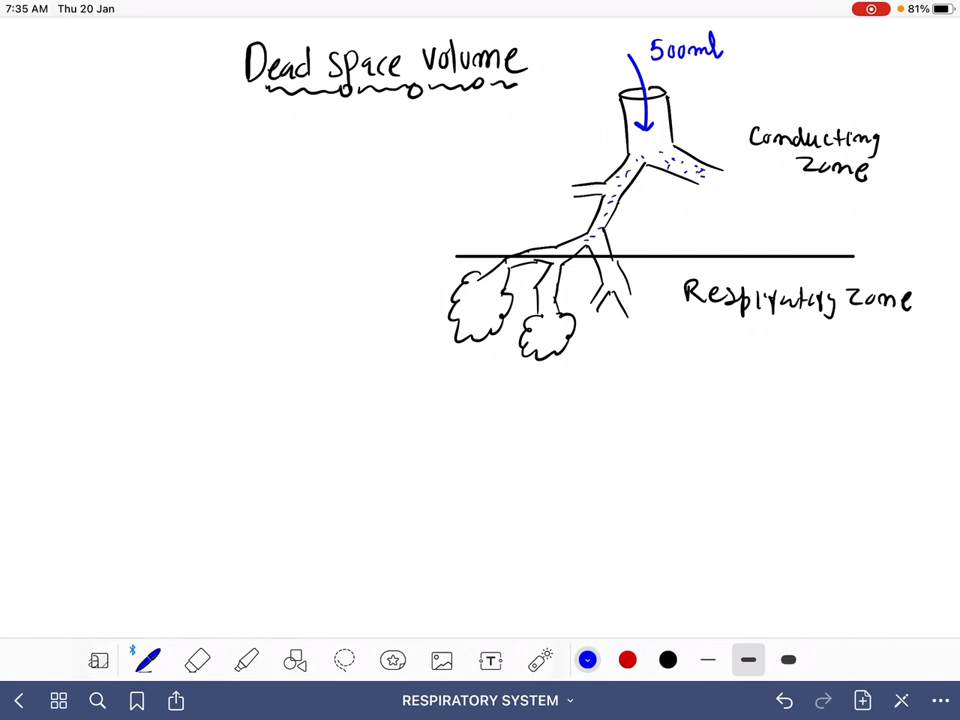 7:35 AM Thu 20 Jan
81%
Dead space volume
500ml
Conducting
Zone
Respiratory Zone
T
RESPIRATORY SYSTEM